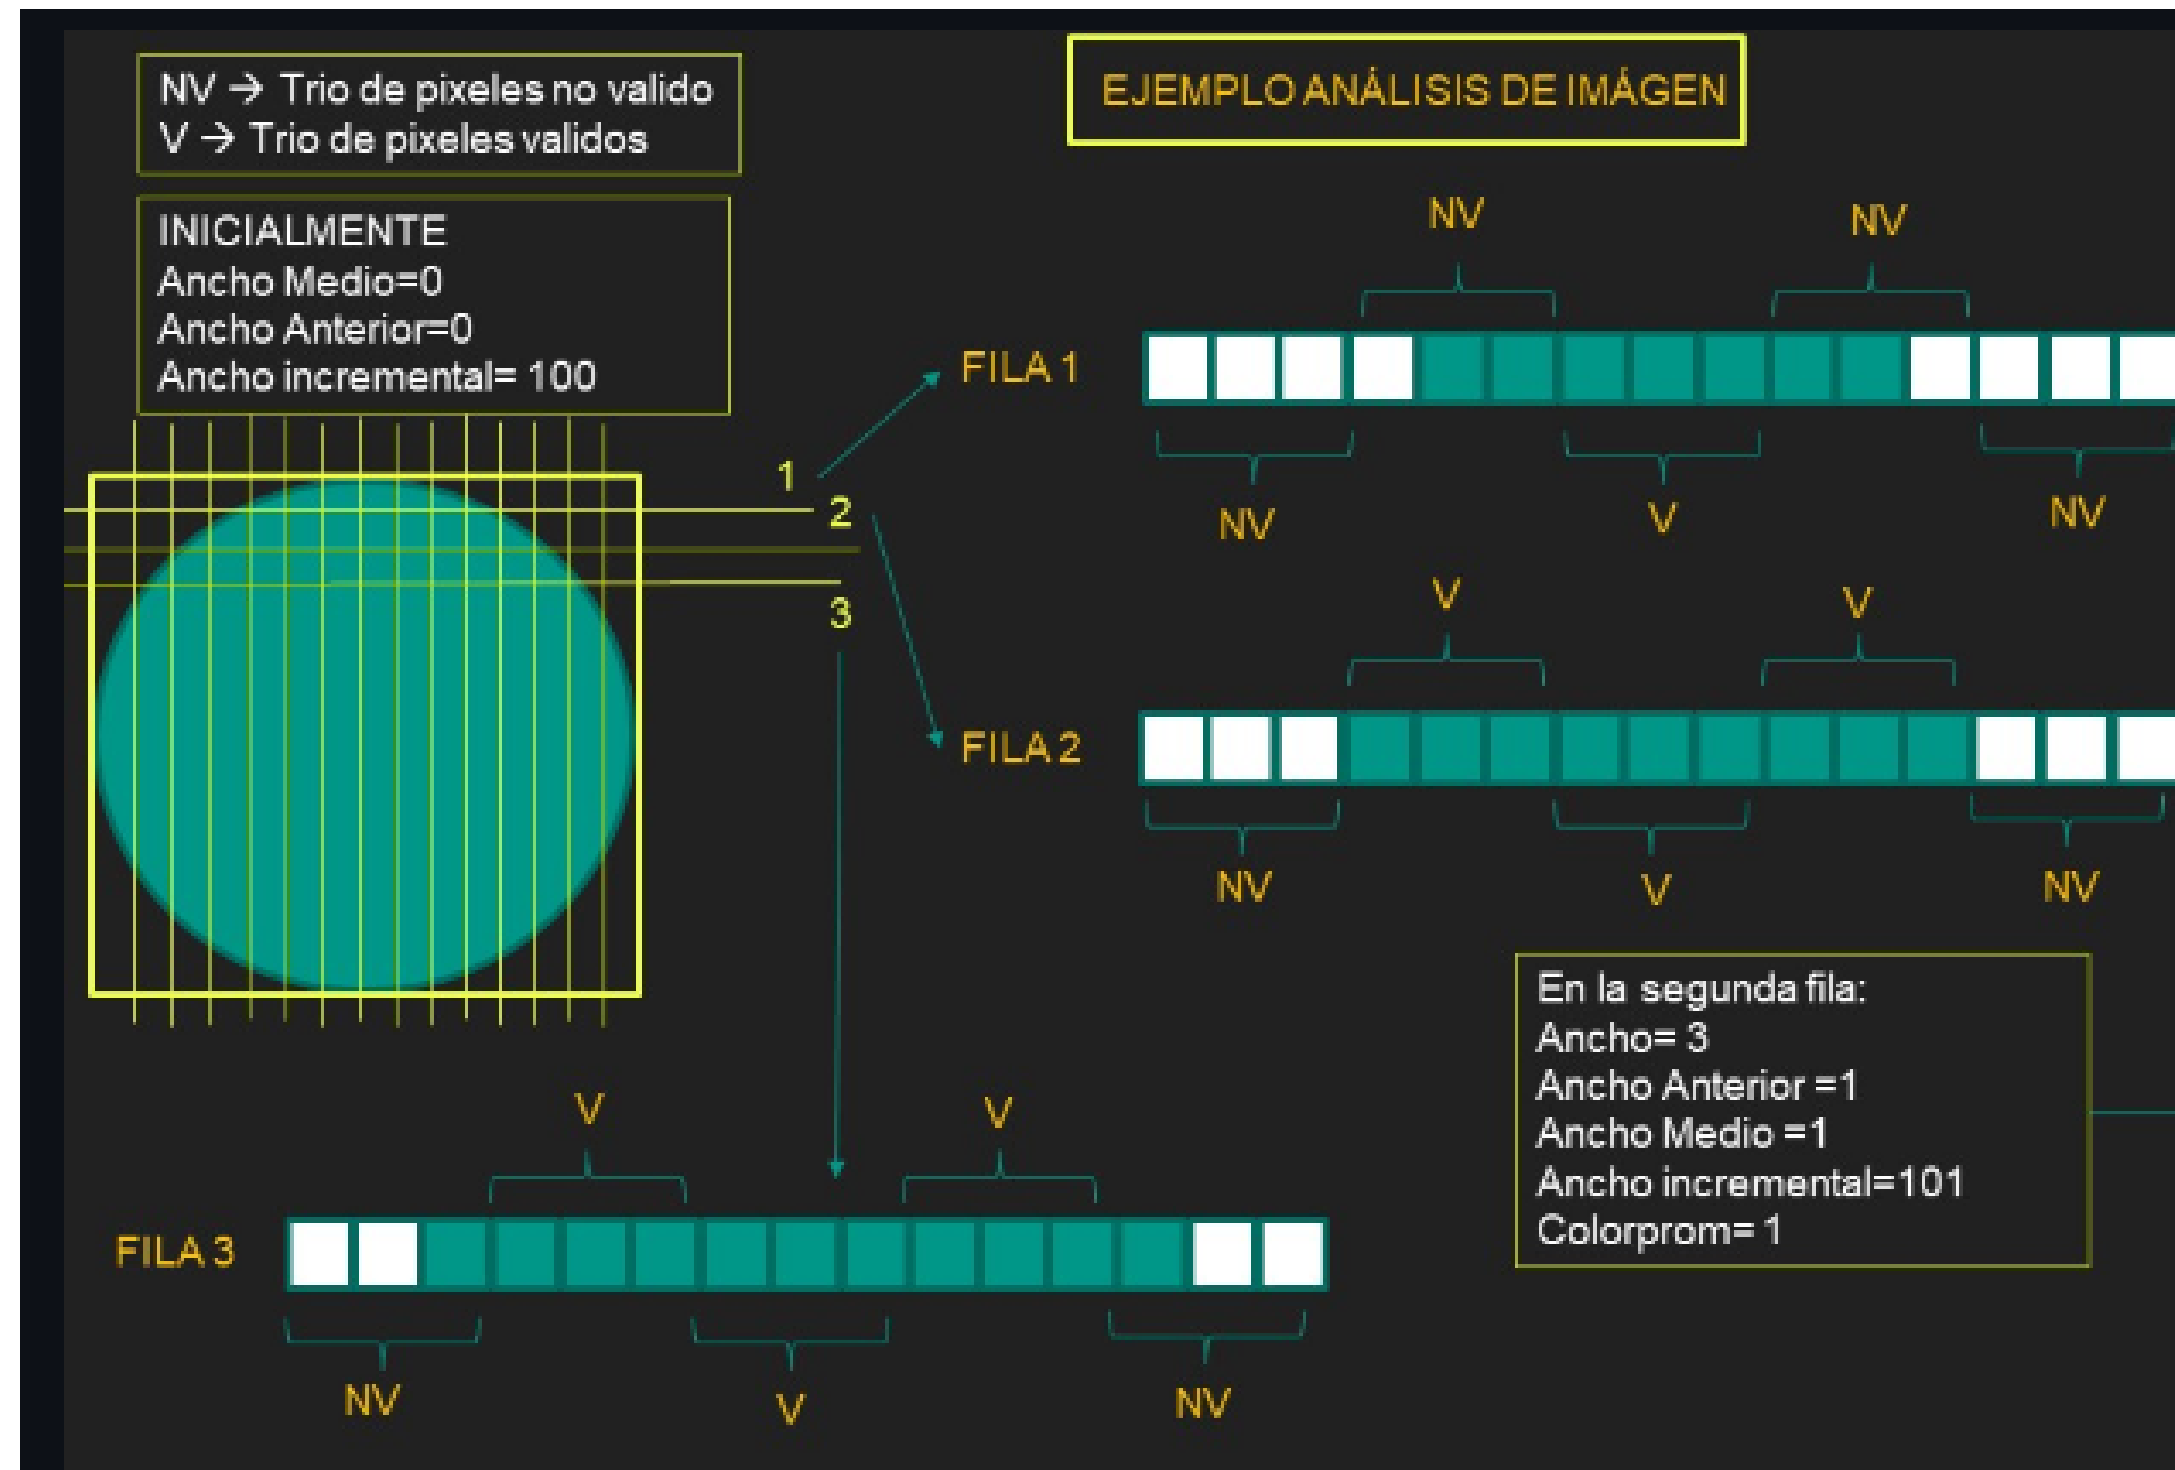 NV → Trio de pixeles no valido
V → Trio de pixeles validos
EJEMPLO ANÁLISIS DE IMÁGEN
INICIALMENTE
Ancho Medio=0
Ancho Anterior=0
Ancho incremental= 100
NV
NV
FILA 1
NV
V
NV
1
2
3
V
V
FILA 2
NV
V
NV
En la segunda fila:
Ancho= 3
Ancho Anterior =1
Ancho Medio =1
Ancho incremental=101
Colorprom= 1
V
V
FILA 3
NV
V
NV